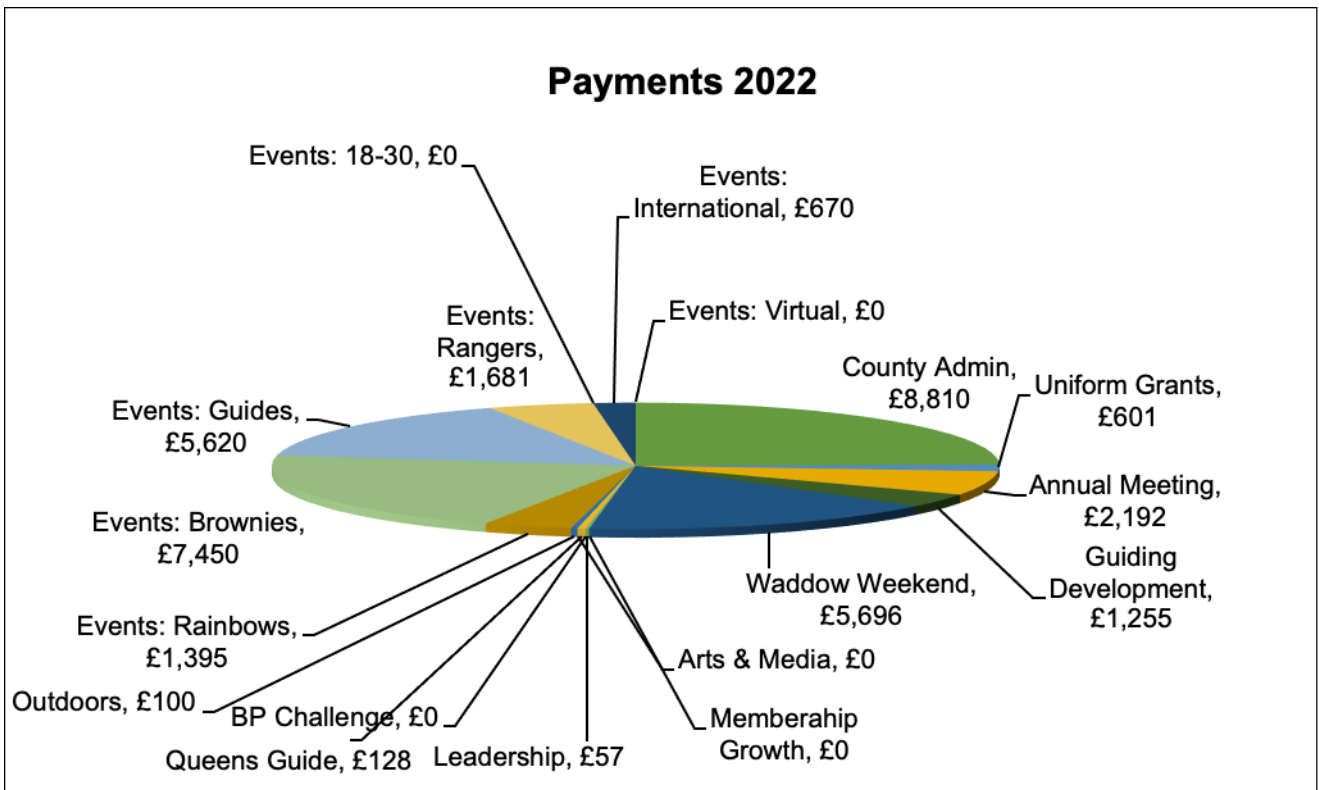 Payments 2022
Events: 18-30, £0
Events:
International, £670
Events: Virtual, £0
Events:
Rangers,
£1,681
County Admin,
£8,810
Uniform Grants,
£601
Events: Guides,
£5,620
Annual Meeting,
£2,192
Events: Brownies,
£7,450
Guiding
Development,
£1,255
Waddow Weekend,
£5,696
Events: Rainbows,
£1,395
Arts & Media, £0
Outdoors, £100
BP Challenge, £0
Membearhip
Growth, £0
Queens Guide, £128
Leadership, £57